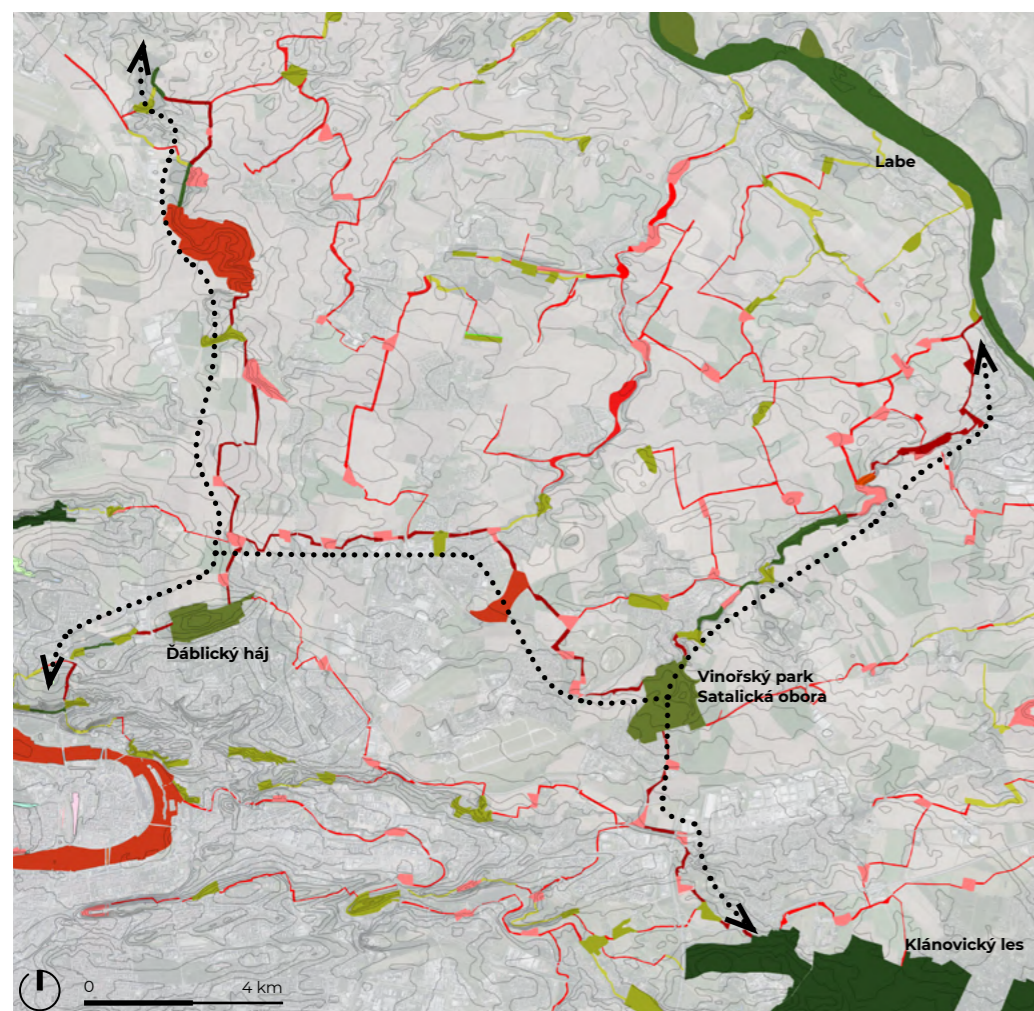 Labe
Ďáblický háj
Vinořský park
Satalická obora
Klánovický les
0
4 km